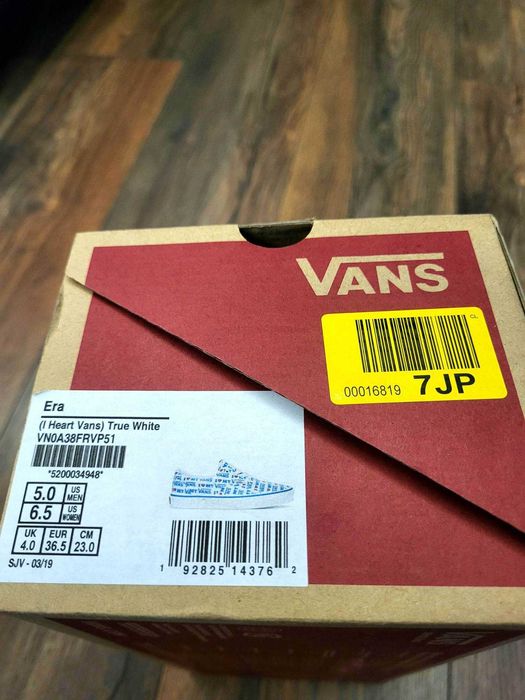 VANS
CL
00016819 7JP
Era
(I Heart Vans) True White
VN0A38FRVP51
*5200034948*
5.0 US MEN
6.5 US WOMEN
UK EUR CM
4.0 36.5 23.0
SJV - 03/19
1 92825 14376 2